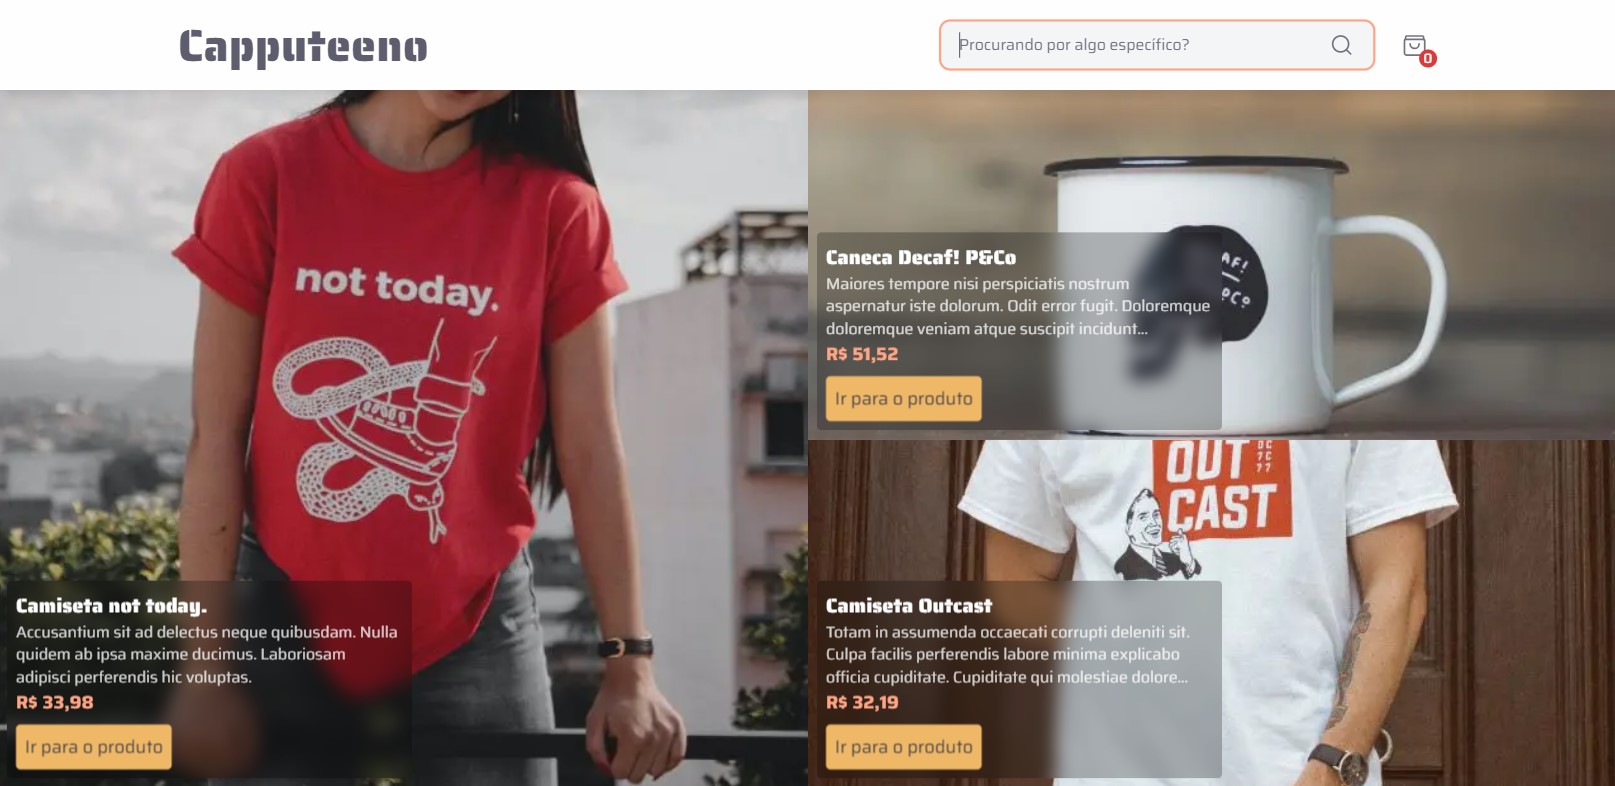 Capputeeno
Procurando por algo específico?
0
not today.
Camiseta not today.
Accusantium sit ad delectus neque quibusdam. Nulla
quidem ab ipsa maxime ducimus. Laboriosam
adipisci perferendis hic voluptas.
R$ 33,98
Ir para o produto
Caneca Decaf! P&Co
Maiores tempore nisi perspiciatis nostrum
aspernatur iste dolorum. Odit error fugit. Doloremque
doloremque veniam atque suscipit incidunt...
R$ 51,52
Ir para o produto
AF!
PCO
OUT
CAST
Camiseta Outcast
Totam in assumenda occaecati corrupti deleniti sit.
Culpa facilis perferendis labore minima explicabo
officia cupiditate. Cupiditate qui molestiae dolore...
R$ 32,19
Ir para o produto